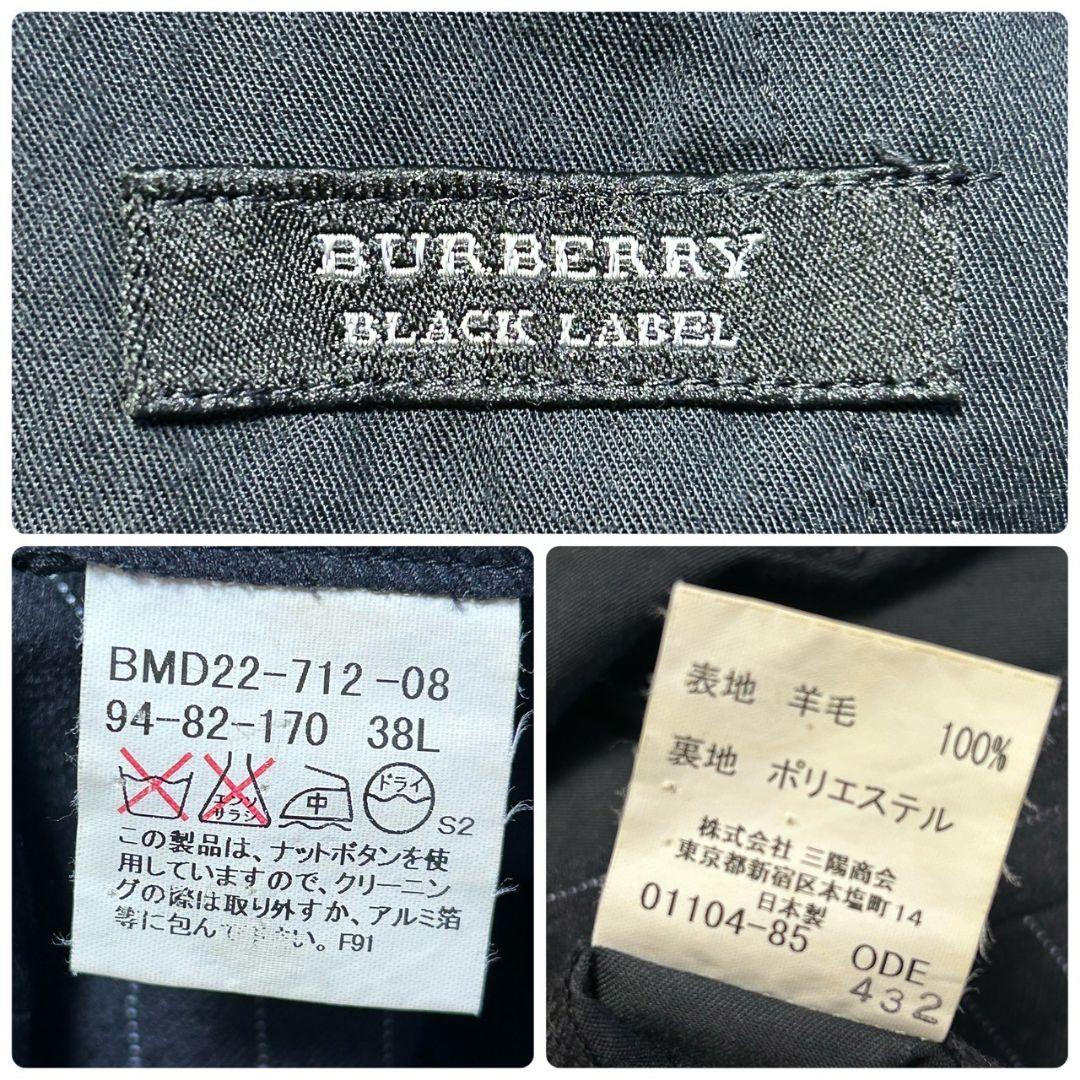 BURBERRY
BLACK LABEL
BMD22-712-08
94-82-170 38L
エンソ
サラシ
中
ドライ
S2
この製品は、ナットボタンを使
用していますので、クリーニン
グの際は取り外すか、アルミ箔
等に包んで い。F91
表地 羊毛 100%
裏地 ポリエステル
株式会社 三陽商会
東京都新宿区本塩町14
日本製
01104-85
ODE
432